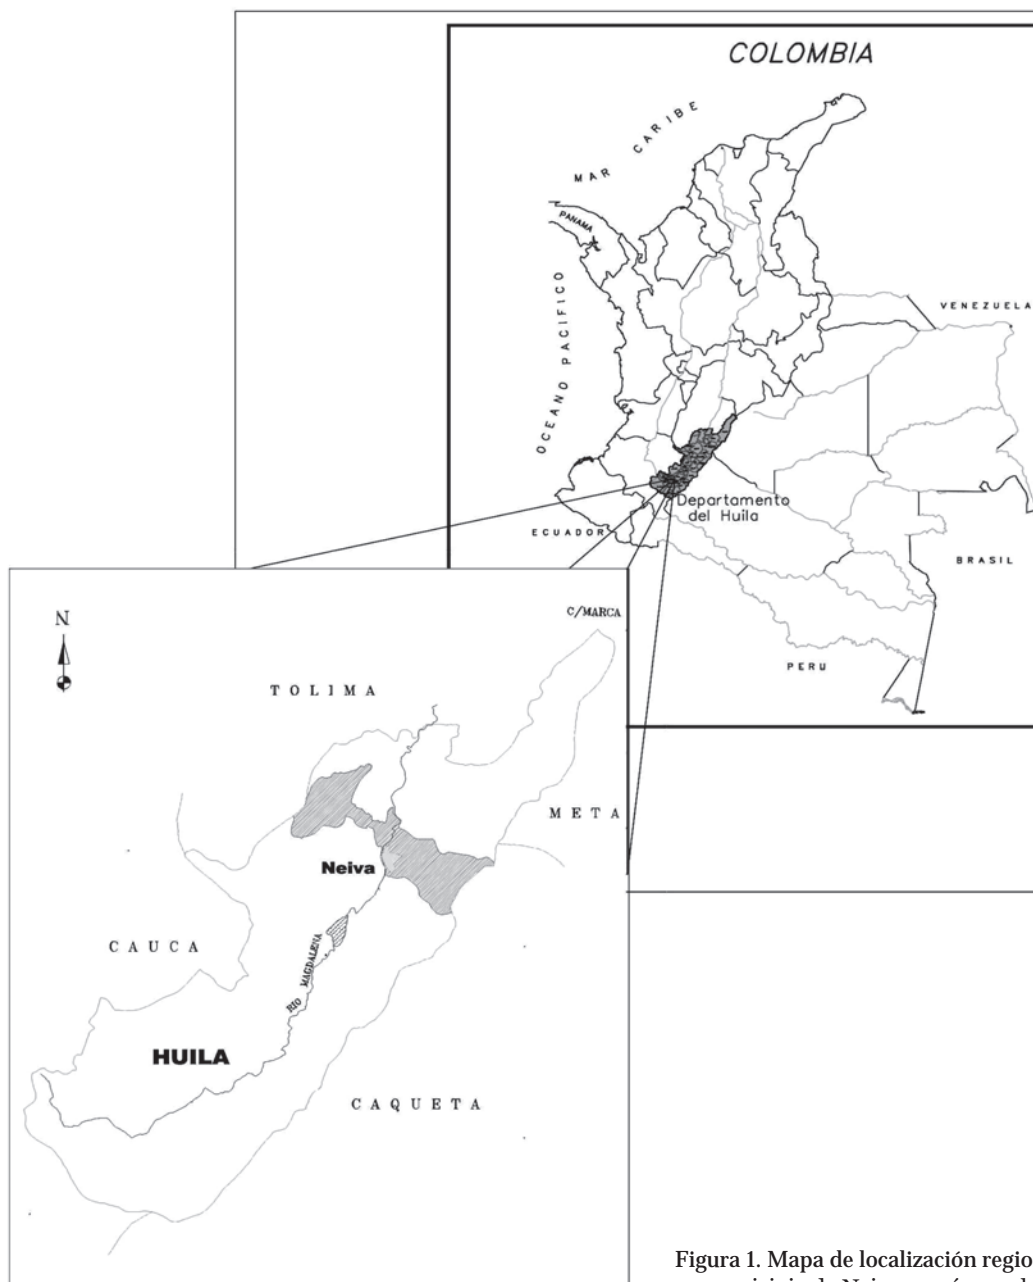 COLOMBIA
MAR CARIBE
PANAMA
OCEANO PACIFICO
VENEZUELA
Departamento
del Huila
ECUADOR
BRASIL
PERU
N
C/MARCA
TOLIMA
META
Neiva
CAUCA
RIO MAGDALENA
HUILA
CAQUETA
Figura 1. Mapa de localización regio